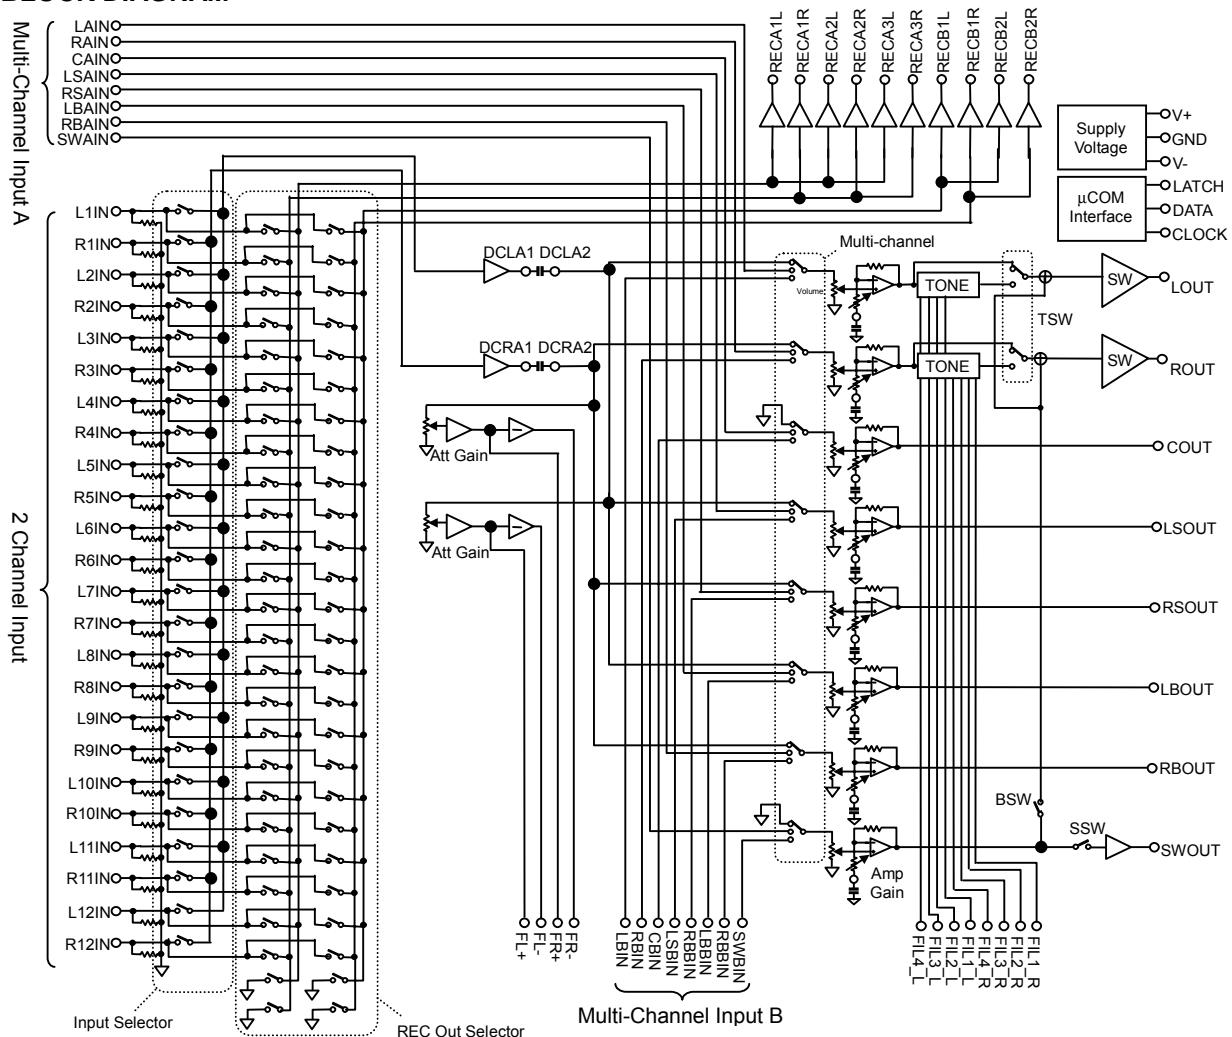 LAIN
RAIN
CAIN
LSAIN
RSAIN
LBAIN
RBAIN
SWAIN
Multi-Channel Input A
RECA1L
RECA1R
RECA2L
RECA2R
RECA3L
RECA3R
RECB1L
RECB1R
RECB2L
RECB2R
Supply
Voltage
V+
GND
V-
µCOM
Interface
LATCH
DATA
CLOCK
2 Channel Input
L1IN
R1IN
L2IN
R2IN
L3IN
R3IN
L4IN
R4IN
L5IN
R5IN
L6IN
R6IN
L7IN
R7IN
L8IN
R8IN
L9IN
R9IN
L10IN
R10IN
L11IN
R11IN
L12IN
R12IN
Input Selector
REC Out Selector
DCLA1 DCLA2
DCRA1 DCRA2
Att Gain
Att Gain
Multi-channel
Volume
TONE
TONE
TSW
SW
SW
LOUT
ROUT
COUT
LSOUT
RSOUT
LBOUT
RBOUT
BSW
SSW
SWOUT
Amp
Gain
FL+
FL-
FR+
FR-
LBIN
RBIN
CBIN
LSBIN
RBBIN
LBBIN
RBBIN
SWBIN
Multi-Channel Input B
FIL4_L
FIL3_L
FIL2_L
FIL1_L
FIL4_R
FIL3_R
FIL2_R
FIL1_R